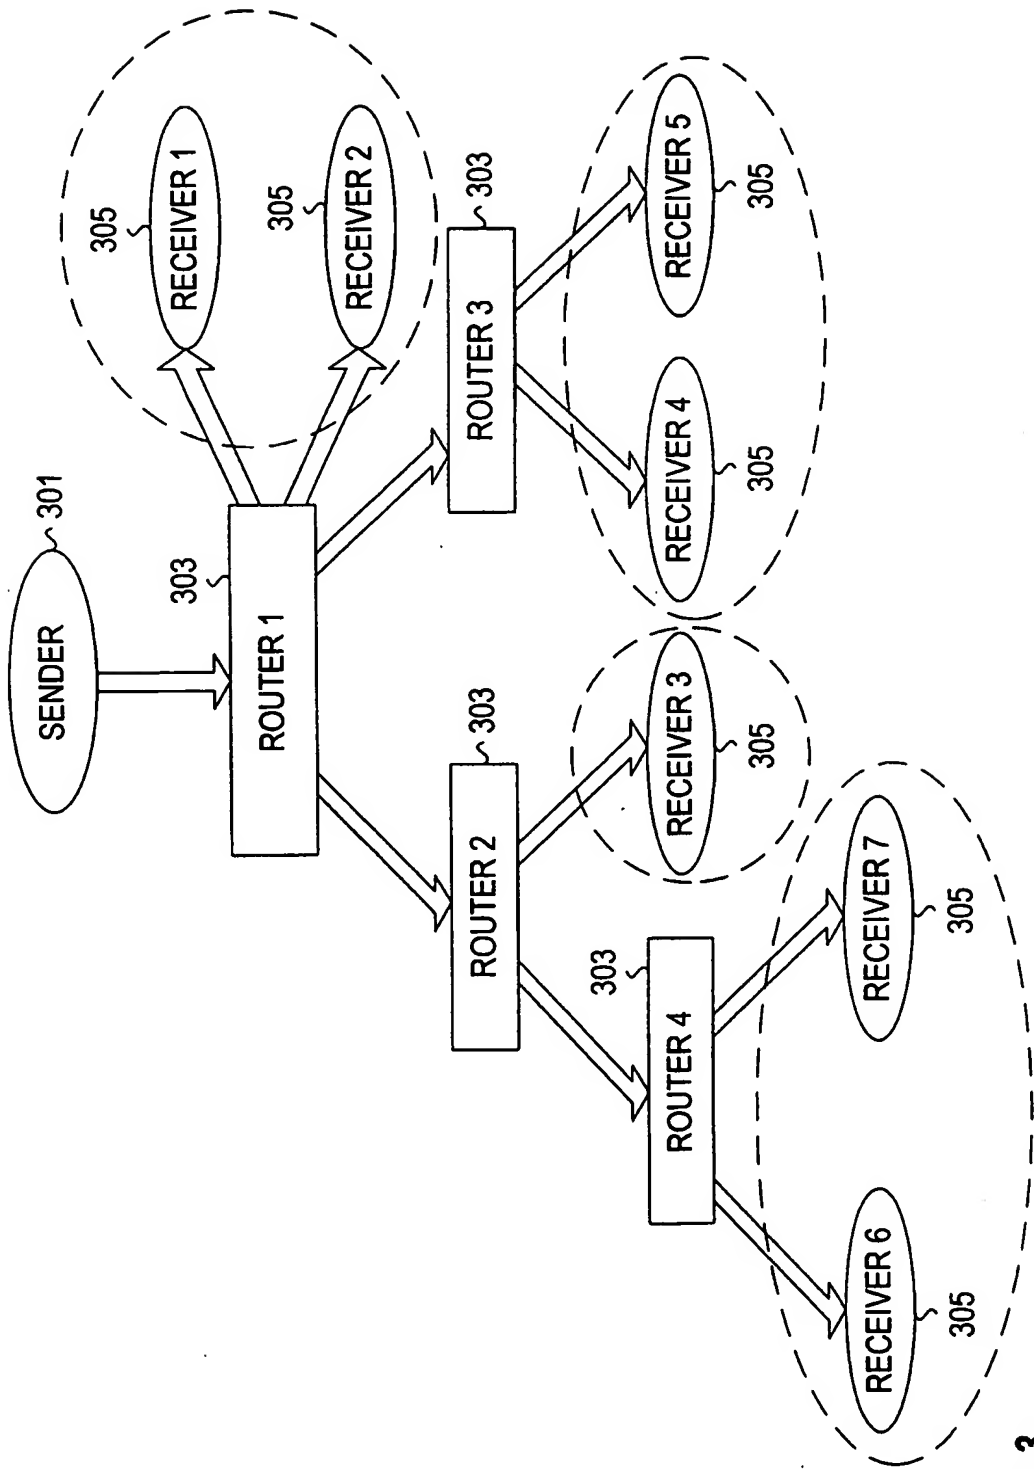 SENDER
301
303
ROUTER 1
305
RECEIVER 1
305
RECEIVER 2
303
ROUTER 2
303
ROUTER 3
303
ROUTER 4
RECEIVER 3
305
RECEIVER 4
305
RECEIVER 5
305
RECEIVER 6
305
RECEIVER 7
305